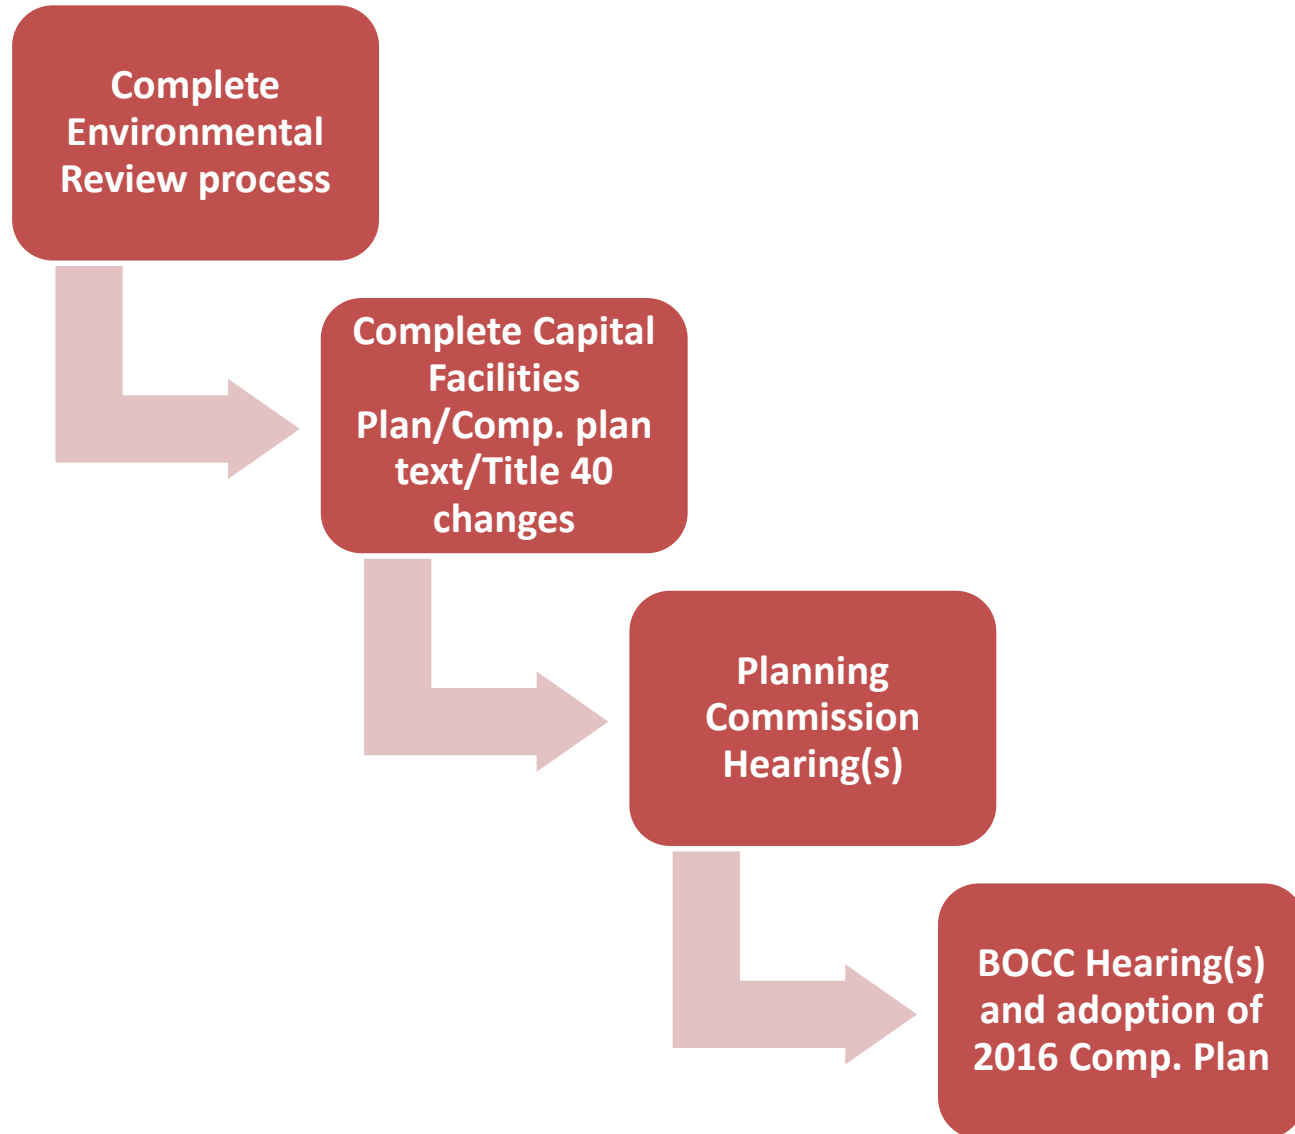 Complete
Environmental
Review process
Complete Capital
Facilities
Plan/Comp. plan
text/Title 40
changes
Planning
Commission
Hearing(s)
BOCC Hearing(s)
and adoption of
2016 Comp. Plan